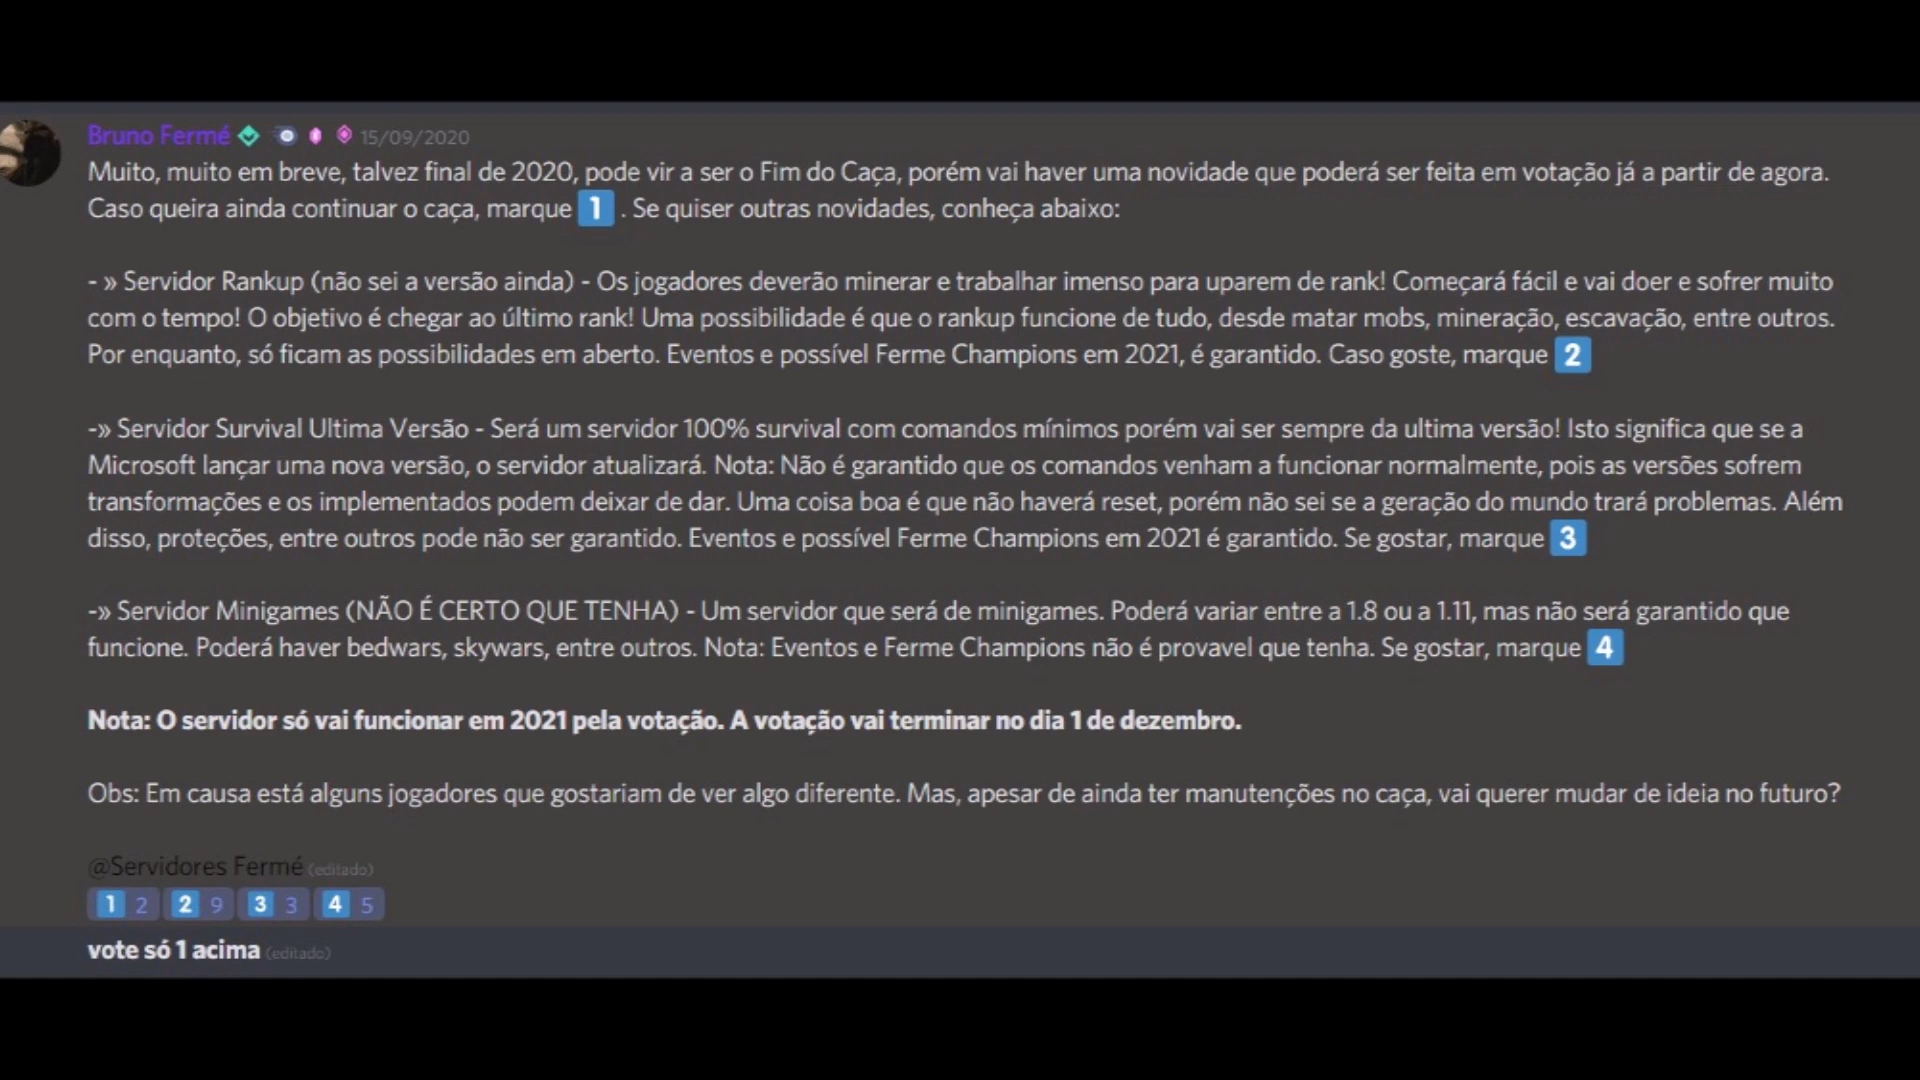 Bruno Fermé 15/09/2020
Muito, muito em breve, talvez final de 2020, pode vir a ser o Fim do Caça, porém vai haver uma novidade que poderá ser feita em votação já a partir de agora.
Caso queira ainda continuar o caça, marque 1 . Se quiser outras novidades, conheça abaixo:
- » Servidor Rankup (não sei a versão ainda) - Os jogadores deverão minerar e trabalhar imenso para uparem de rank! Começará fácil e vai doer e sofrer muito
com o tempo! O objetivo é chegar ao último rank! Uma possibilidade é que o rankup funcione de tudo, desde matar mobs, mineração, escavação, entre outros.
Por enquanto, só ficam as possibilidades em aberto. Eventos e possível Ferme Champions em 2021, é garantido. Caso goste, marque 2
-» Servidor Survival Ultima Versão - Será um servidor 100% survival com comandos mínimos porém vai ser sempre da ultima versão! Isto significa que se a
Microsoft lançar uma nova versão, o servidor atualizará. Nota: Não é garantido que os comandos venham a funcionar normalmente, pois as versões sofrem
transformações e os implementados podem deixar de dar. Uma coisa boa é que não haverá reset, porém não sei se a geração do mundo trará problemas. Além
disso, proteções, entre outros pode não ser garantido. Eventos e possível Ferme Champions em 2021 é garantido. Se gostar, marque 3
-» Servidor Minigames (NÃO É CERTO QUE TENHA) - Um servidor que será de minigames. Poderá variar entre a 1.8 ou a 1.11, mas não será garantido que
funcione. Poderá haver bedwars, skywars, entre outros. Nota: Eventos e Ferme Champions não é provavel que tenha. Se gostar, marque 4
Nota: O servidor só vai funcionar em 2021 pela votação. A votação vai terminar no dia 1 de dezembro.
Obs: Em causa está alguns jogadores que gostariam de ver algo diferente. Mas, apesar de ainda ter manutenções no caça, vai querer mudar de ideia no futuro?
@Servidores Fermé (editado)
1 2 2 9 3 3 4 5
vote só 1 acima (editado)